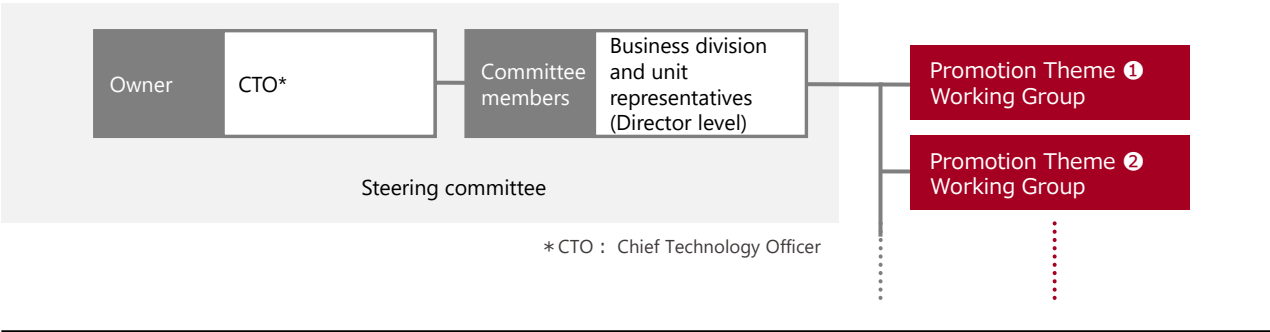 Owner
CTO*
Committee
members
Business division
and unit
representatives
(Director level)
Steering committee
Promotion Theme ❶
Working Group
Promotion Theme ❷
Working Group
＊CTO： Chief Technology Officer